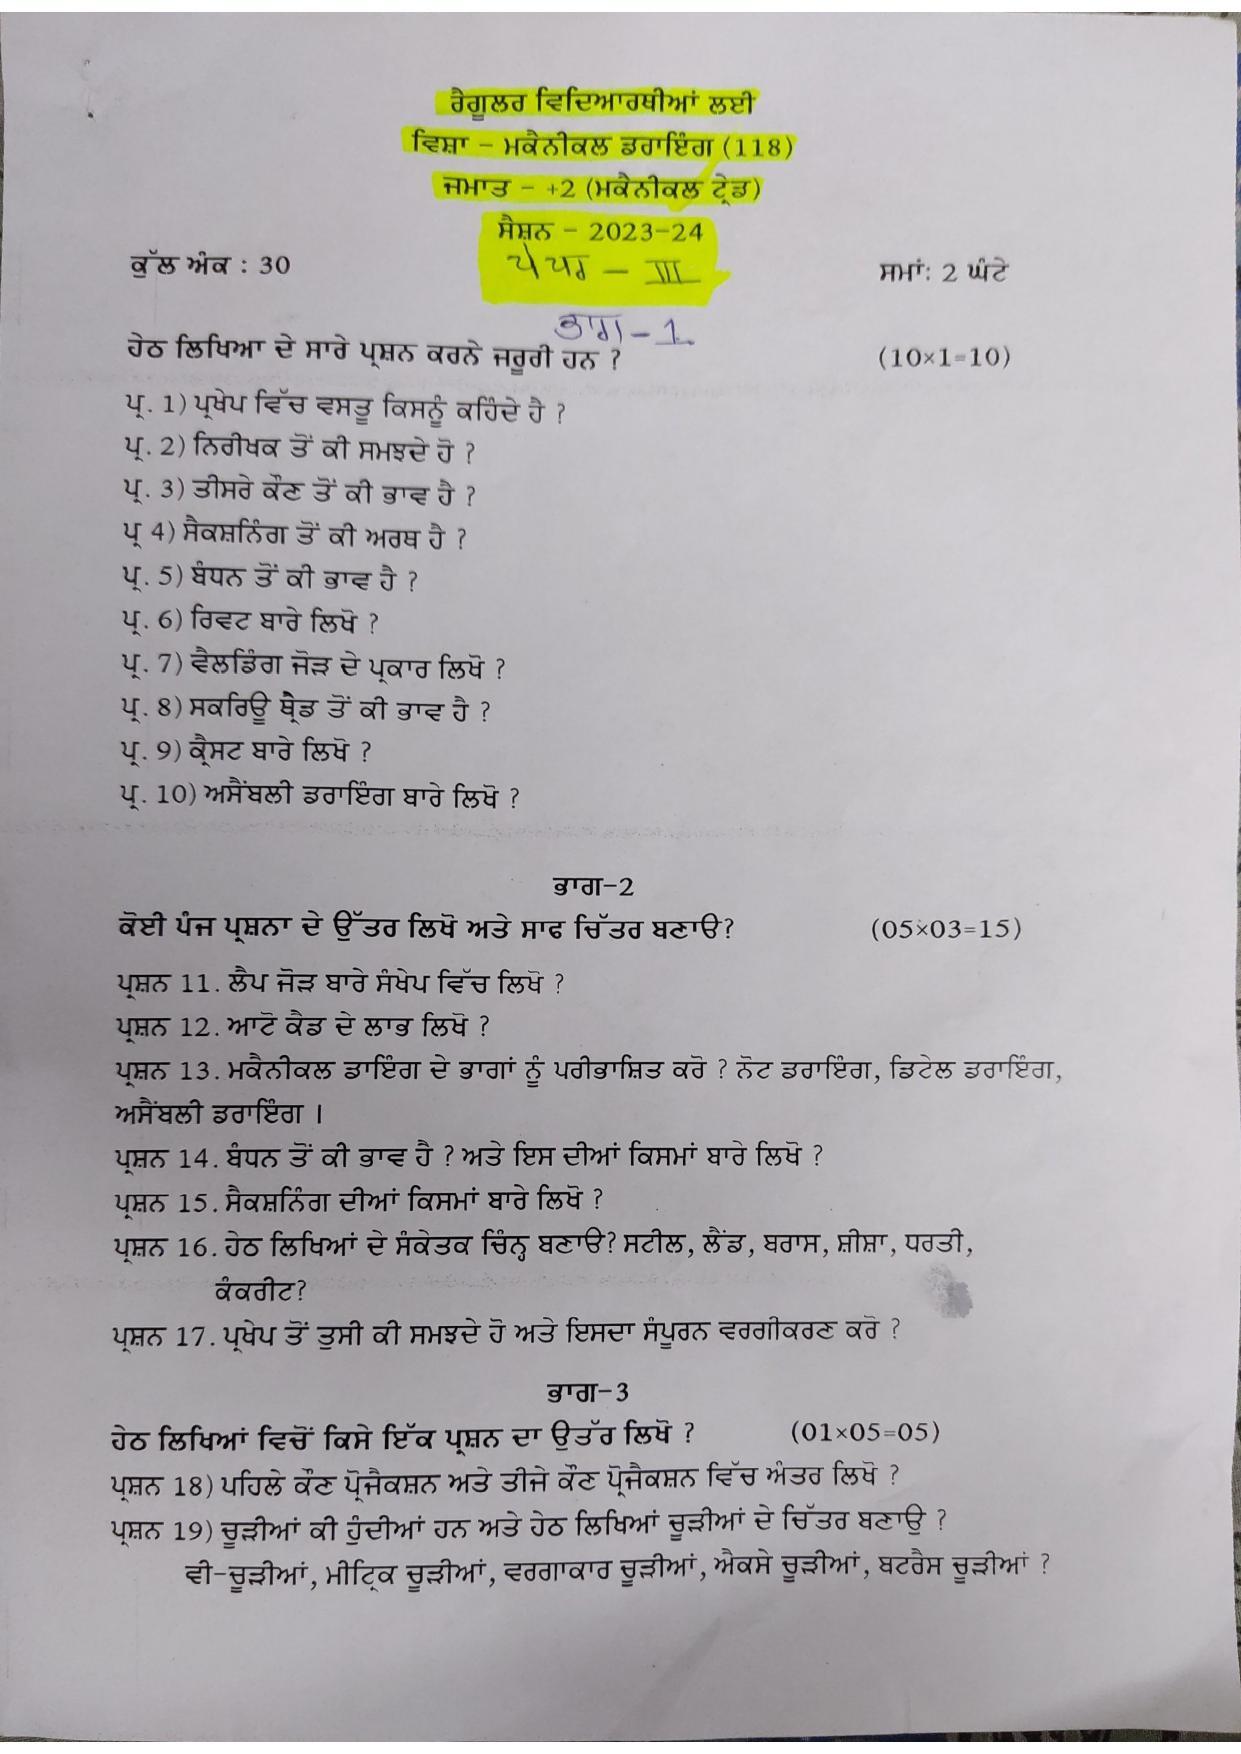 ਰੈਗੂਲਰ ਵਿਦਿਆਰਥੀਆਂ ਲਈ
ਵਿਸ਼ਾ – ਮਕੈਨੀਕਲ ਡਰਾਇੰਗ (118)
ਜਮਾਤ – +2 (ਮਕੈਨੀਕਲ ਟ੍ਰੇਡ)
ਸੈਸ਼ਨ – 2023–24
ਕੁੱਲ ਅੰਕ : 30 ਪੇਪਰ – III ਸਮਾਂ: 2 ਘੰਟੇ
ਭਾਗ – 1
ਹੇਠ ਲਿਖਿਆ ਦੇ ਸਾਰੇ ਪ੍ਰਸ਼ਨ ਕਰਨੇ ਜਰੂਰੀ ਹਨ ? (10×1=10)
ਪ੍ਰ. 1) ਪ੍ਰਖੇਪ ਵਿੱਚ ਵਸਤੂ ਕਿਸਨੂੰ ਕਹਿੰਦੇ ਹੈ ?
ਪ੍ਰ. 2) ਨਿਰੀਖਕ ਤੋਂ ਕੀ ਸਮਝਦੇ ਹੋ ?
ਪ੍ਰ. 3) ਤੀਸਰੇ ਕੌਣ ਤੋਂ ਕੀ ਭਾਵ ਹੈ ?
ਪ੍ਰ 4) ਸੈਕਸ਼ਨਿੰਗ ਤੋਂ ਕੀ ਅਰਥ ਹੈ ?
ਪ੍ਰ. 5) ਬੰਧਨ ਤੋਂ ਕੀ ਭਾਵ ਹੈ ?
ਪ੍ਰ. 6) ਰਿਵਟ ਬਾਰੇ ਲਿਖੋ ?
ਪ੍ਰ. 7) ਵੈਲਡਿੰਗ ਜੋੜ ਦੇ ਪ੍ਰਕਾਰ ਲਿਖੋ ?
ਪ੍ਰ. 8) ਸਕਰਿਊ ਥ੍ਰੈਡ ਤੋਂ ਕੀ ਭਾਵ ਹੈ ?
ਪ੍ਰ. 9) ਕ੍ਰੈਸਟ ਬਾਰੇ ਲਿਖੋ ?
ਪ੍ਰ. 10) ਅਸੈਂਬਲੀ ਡਰਾਇੰਗ ਬਾਰੇ ਲਿਖੋ ?
ਭਾਗ–2
ਕੋਈ ਪੰਜ ਪ੍ਰਸ਼ਨਾ ਦੇ ਉੱਤਰ ਲਿਖੋ ਅਤੇ ਸਾਫ ਚਿੱਤਰ ਬਣਾਓ? (05×03=15)
ਪ੍ਰਸ਼ਨ 11. ਲੈਪ ਜੋੜ ਬਾਰੇ ਸੰਖੇਪ ਵਿੱਚ ਲਿਖੋ ?
ਪ੍ਰਸ਼ਨ 12. ਆਟੋ ਕੈਡ ਦੇ ਲਾਭ ਲਿਖੋ ?
ਪ੍ਰਸ਼ਨ 13. ਮਕੈਨੀਕਲ ਡਾਇੰਗ ਦੇ ਭਾਗਾਂ ਨੂੰ ਪਰੀਭਾਸ਼ਿਤ ਕਰੋ ? ਨੋਟ ਡਰਾਇੰਗ, ਡਿਟੇਲ ਡਰਾਇੰਗ,
ਅਸੈਂਬਲੀ ਡਰਾਇੰਗ ।
ਪ੍ਰਸ਼ਨ 14. ਬੰਧਨ ਤੋਂ ਕੀ ਭਾਵ ਹੈ ? ਅਤੇ ਇਸ ਦੀਆਂ ਕਿਸਮਾਂ ਬਾਰੇ ਲਿਖੋ ?
ਪ੍ਰਸ਼ਨ 15. ਸੈਕਸ਼ਨਿੰਗ ਦੀਆਂ ਕਿਸਮਾਂ ਬਾਰੇ ਲਿਖੋ ?
ਪ੍ਰਸ਼ਨ 16. ਹੇਠ ਲਿਖਿਆਂ ਦੇ ਸੰਕੇਤਕ ਚਿੰਨ੍ਹ ਬਣਾਓ? ਸਟੀਲ, ਲੈਂਡ, ਬਰਾਸ, ਸ਼ੀਸ਼ਾ, ਧਰਤੀ,
ਕੰਕਰੀਟ?
ਪ੍ਰਸ਼ਨ 17. ਪ੍ਰਖੇਪ ਤੋਂ ਤੁਸੀ ਕੀ ਸਮਝਦੇ ਹੋ ਅਤੇ ਇਸਦਾ ਸੰਪੂਰਨ ਵਰਗੀਕਰਣ ਕਰੋ ?
ਭਾਗ–3
ਹੇਠ ਲਿਖਿਆਂ ਵਿਚੋਂ ਕਿਸੇ ਇੱਕ ਪ੍ਰਸ਼ਨ ਦਾ ਉਤੱਰ ਲਿਖੋ ? (01×05=05)
ਪ੍ਰਸ਼ਨ 18) ਪਹਿਲੇ ਕੌਣ ਪ੍ਰੋਜੈਕਸ਼ਨ ਅਤੇ ਤੀਜੇ ਕੌਣ ਪ੍ਰੋਜੈਕਸ਼ਨ ਵਿੱਚ ਅੰਤਰ ਲਿਖੋ ?
ਪ੍ਰਸ਼ਨ 19) ਚੂੜੀਆਂ ਕੀ ਹੁੰਦੀਆਂ ਹਨ ਅਤੇ ਹੇਠ ਲਿਖਿਆਂ ਚੂੜੀਆਂ ਦੇ ਚਿੱਤਰ ਬਣਾਉ ?
ਵੀ–ਚੂੜੀਆਂ, ਮੀਟ੍ਰਿਕ ਚੂੜੀਆਂ, ਵਰਗਾਕਾਰ ਚੂੜੀਆਂ, ਐਕਸੇ ਚੂੜੀਆਂ, ਬਟਰੈਸ ਚੂੜੀਆਂ ?